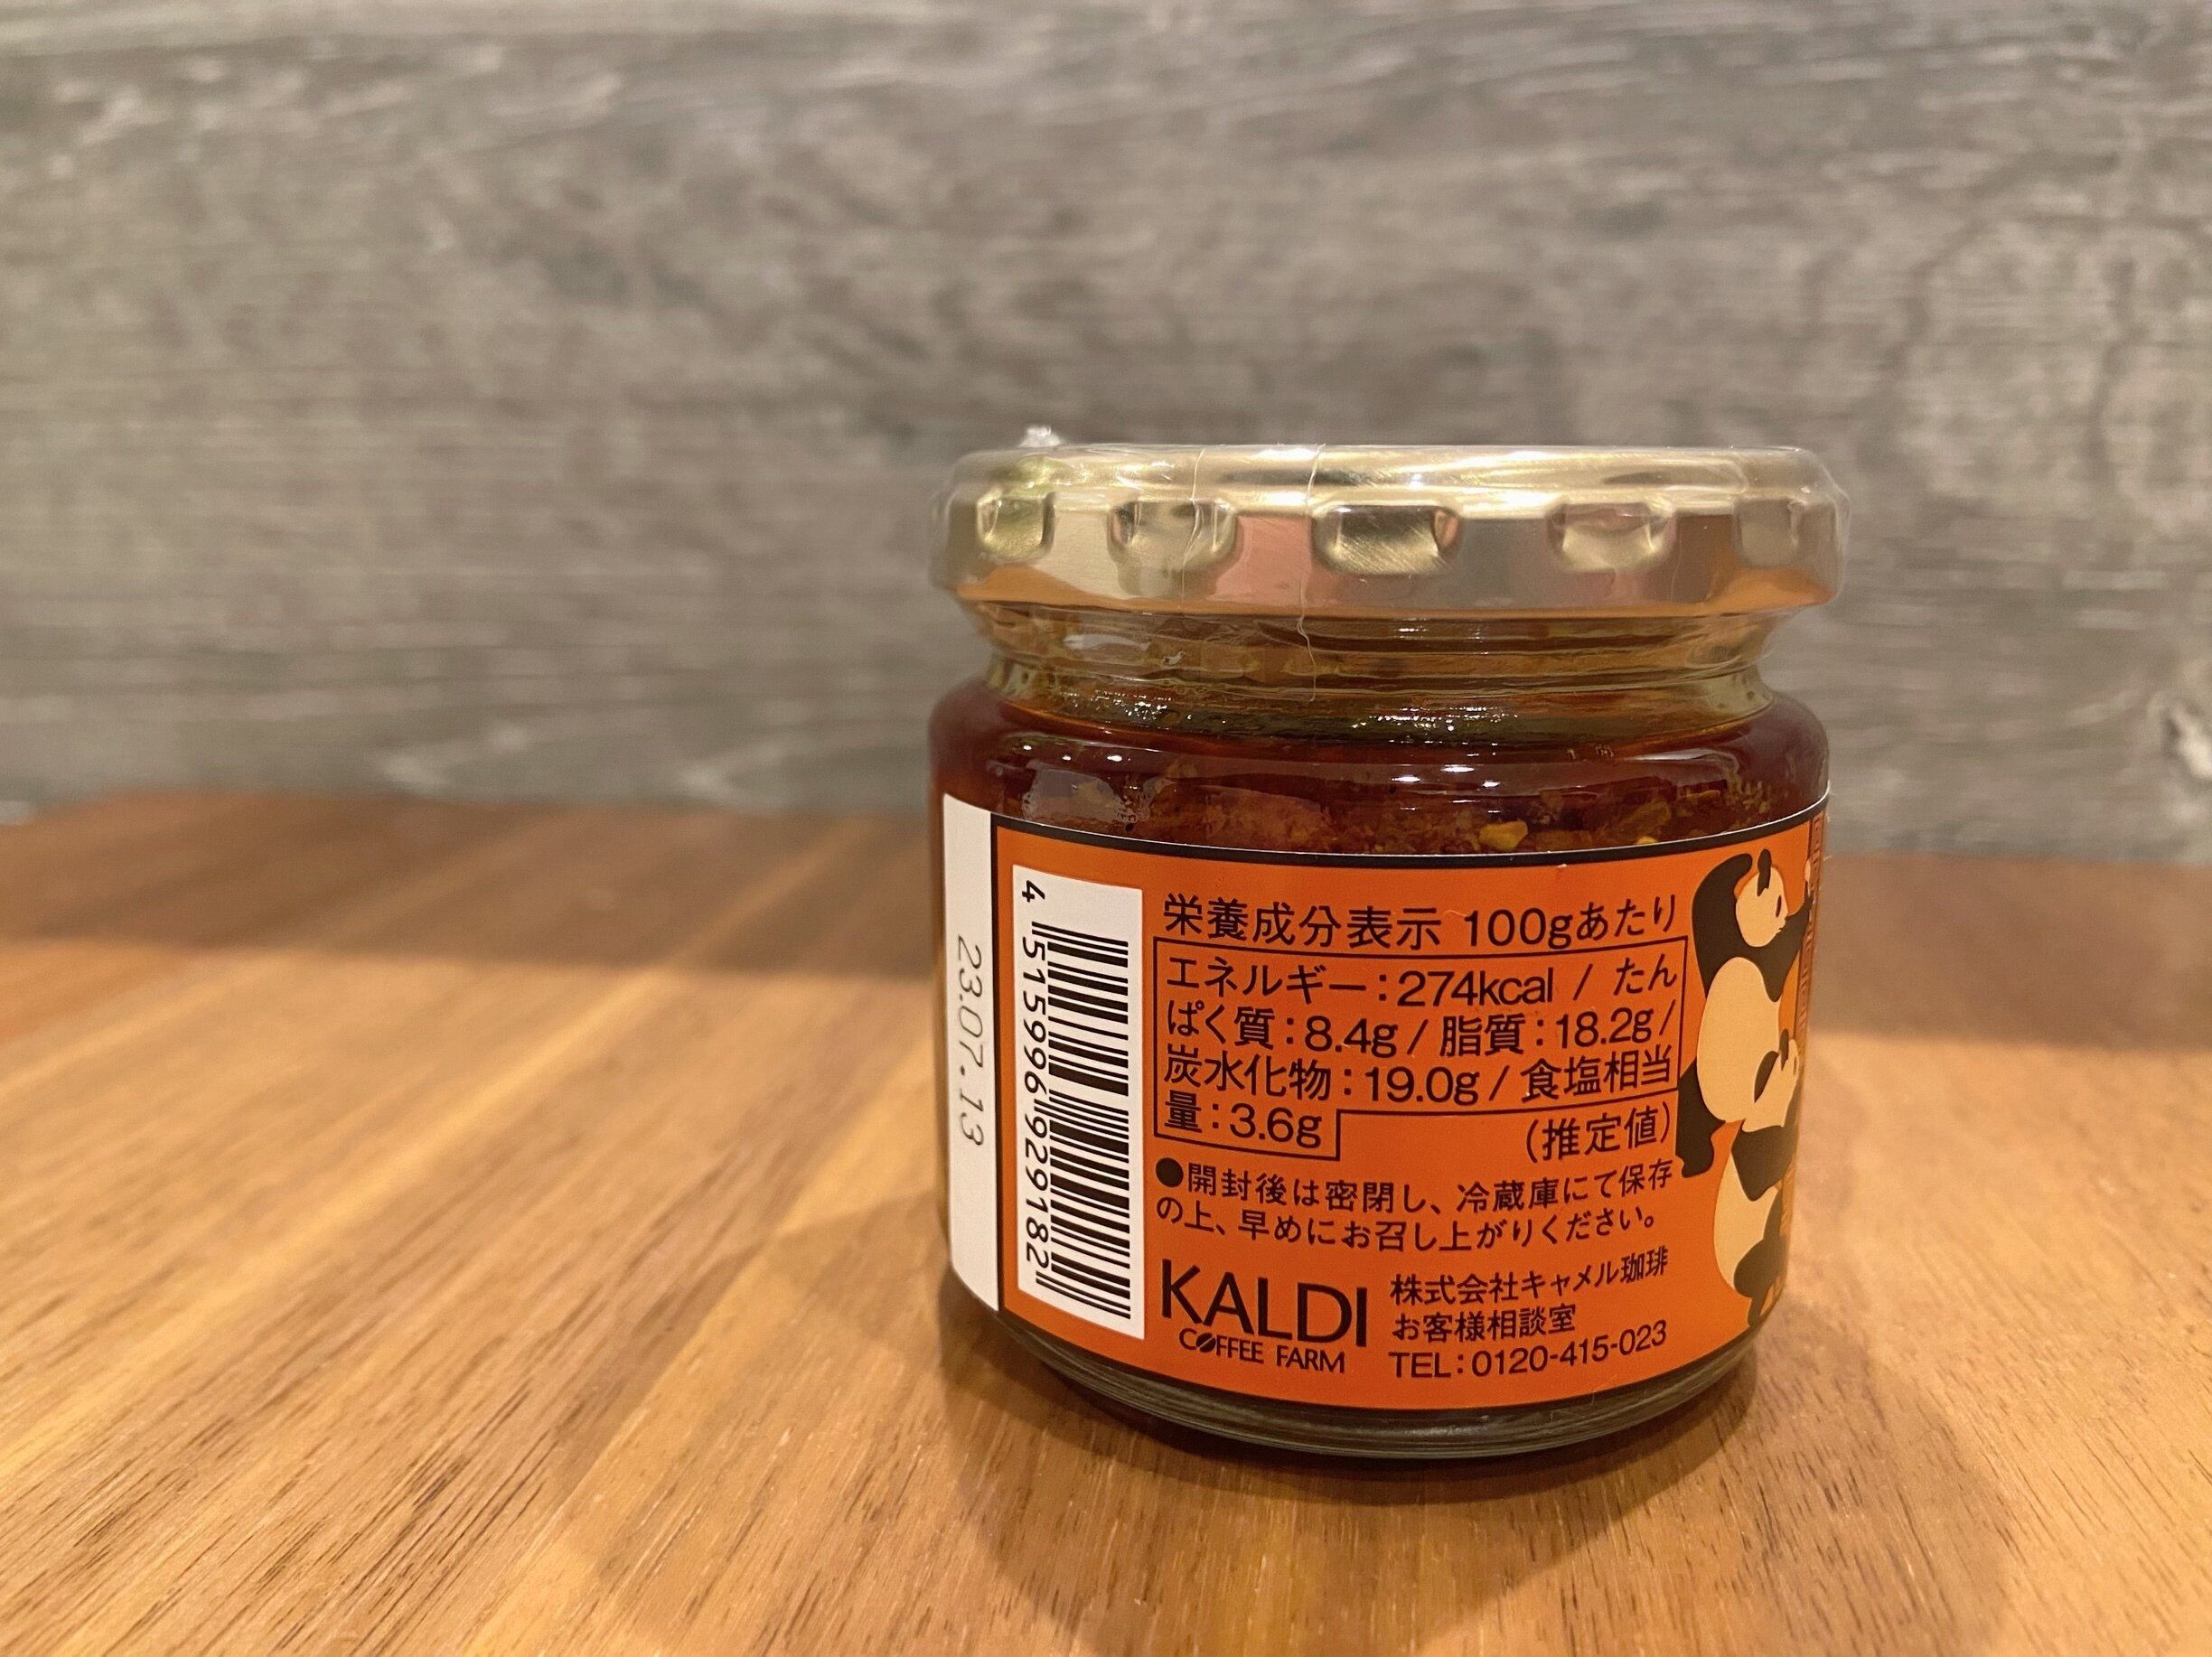 23.07.13
4 515996 929182
栄養成分表示 100gあたり
エネルギー：274kcal / たん
ぱく質：8.4g / 脂質：18.2g /
炭水化物：19.0g / 食塩相当
量：3.6g
（推定値）
●開封後は密閉し、冷蔵庫にて保存
の上、早めにお召し上がりください。
KALDI
COFFEE FARM
株式会社キャメル珈琲
お客様相談室
TEL：0120-415-023